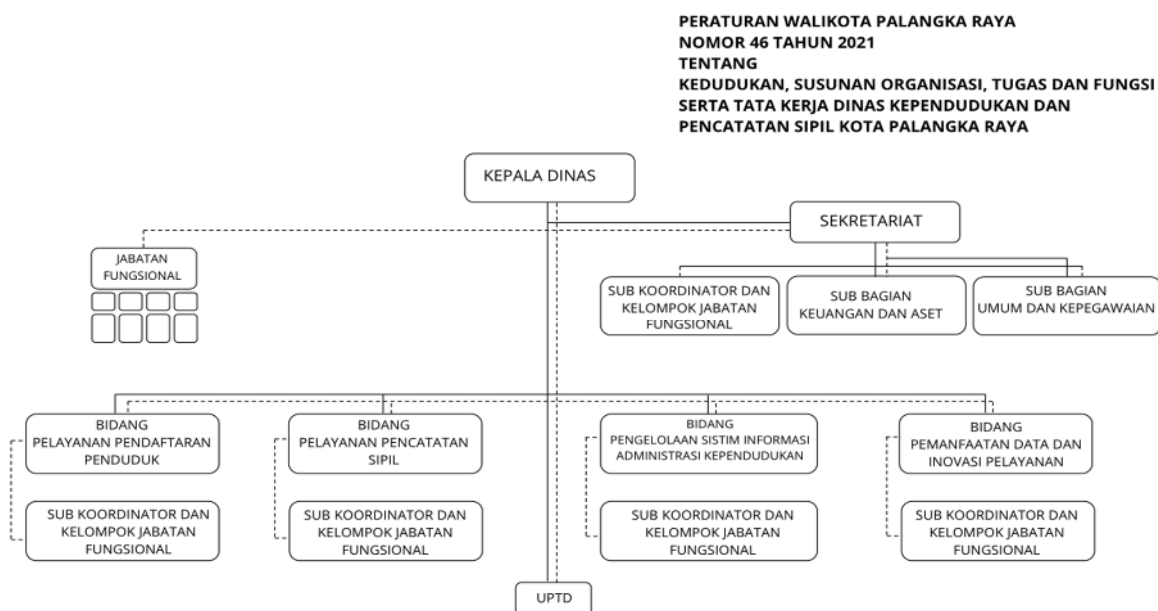 PERATURAN WALIKOTA PALANGKA RAYA
NOMOR 46 TAHUN 2021
TENTANG
KEDUDUKAN, SUSUNAN ORGANISASI, TUGAS DAN FUNGSI
SERTA TATA KERJA DINAS KEPENDUDUKAN DAN
PENCATATAN SIPIL KOTA PALANGKA RAYA
KEPALA DINAS
SEKRETARIAT
JABATAN
FUNGSIONAL
SUB KOORDINATOR DAN
KELOMPOK JABATAN
FUNGSIONAL
SUB BAGIAN
KEUANGAN DAN ASET
SUB BAGIAN
UMUM DAN KEPEGAWAIAN
BIDANG
PELAYANAN PENDAFTARAN
PENDUDUK
BIDANG
PELAYANAN PENCATATAN
SIPIL
BIDANG
PENGELOLAAN SISTIM INFORMASI
ADMINISTRASI KEPENDUDUKAN
BIDANG
PEMANFAATAN DATA DAN
INOVASI PELAYANAN
SUB KOORDINATOR DAN
KELOMPOK JABATAN
FUNGSIONAL
SUB KOORDINATOR DAN
KELOMPOK JABATAN
FUNGSIONAL
SUB KOORDINATOR DAN
KELOMPOK JABATAN
FUNGSIONAL
SUB KOORDINATOR DAN
KELOMPOK JABATAN
FUNGSIONAL
UPTD